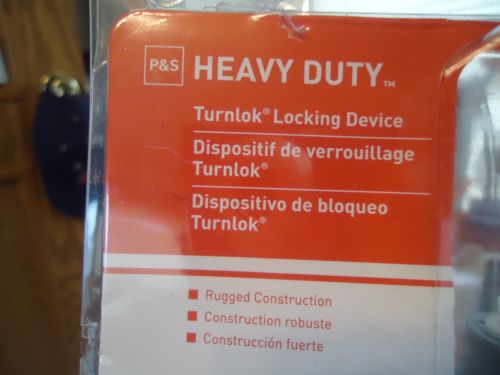 P&S HEAVY DUTY™
Turnlok® Locking Device
Dispositif de verrouillage
Turnlok®
Dispositivo de bloqueo
Turnlok®
Rugged Construction
Construction robuste
Construcción fuerte